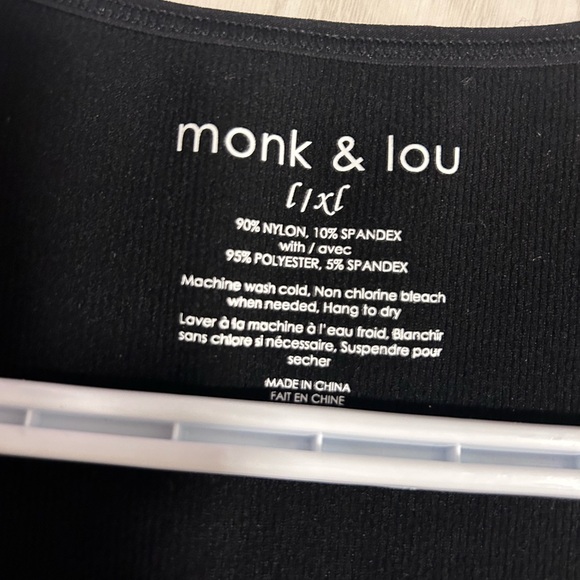 monk & lou
l/xl
90% NYLON, 10% SPANDEX
with / avec
95% POLYESTER, 5% SPANDEX
Machine wash cold, Non chlorine bleach
when needed, Hang to dry
Laver à la machine à l'eau froid, Blanchir
sans chlore si nécessaire, Suspendre pour
secher
MADE IN CHINA
FAIT EN CHINE